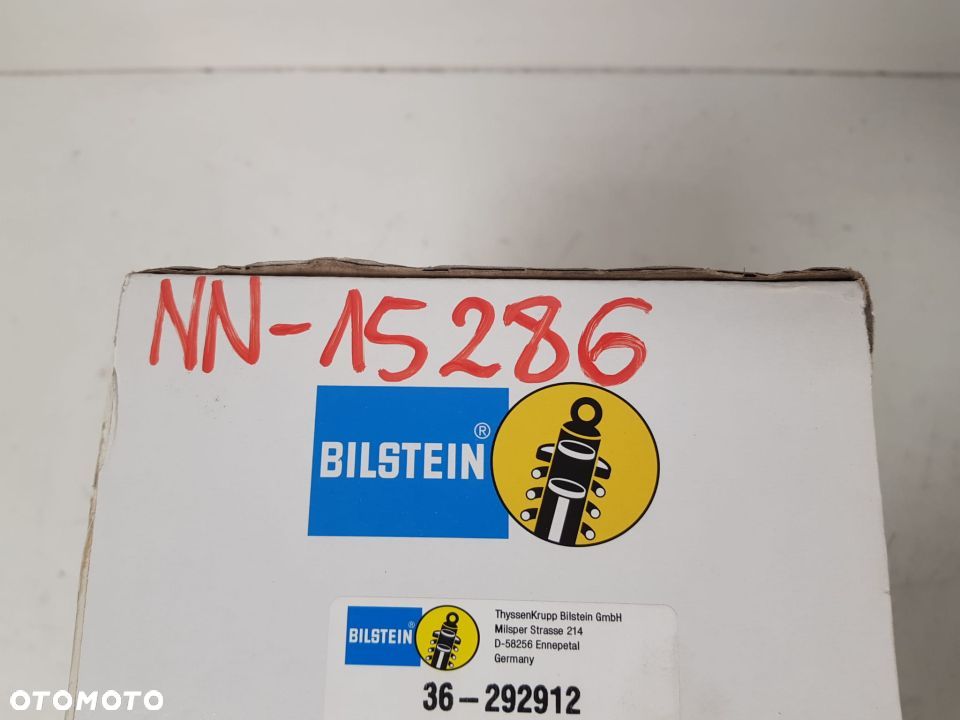 NN-15286
BILSTEIN®
BILSTEIN
ThyssenKrupp Bilstein GmbH
Milsper Strasse 214
D-58256 Ennepetal
Germany
36-292912
OTOMOTO